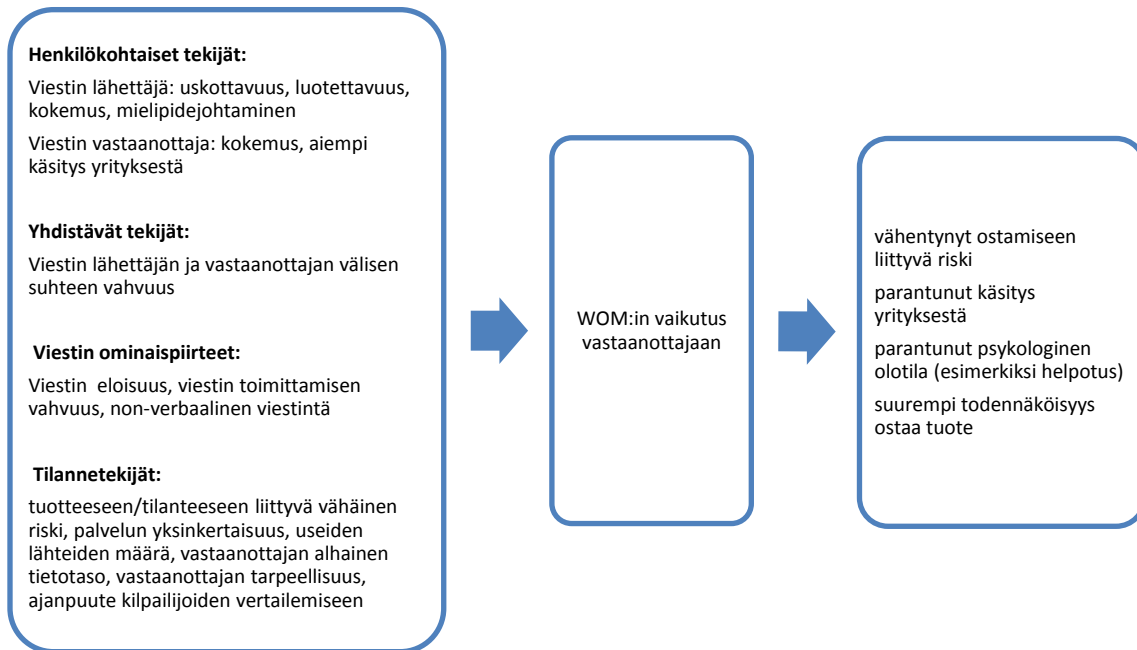 Henkilökohtaiset tekijät:
Viestin lähettäjä: uskottavuus, luotettavuus,
kokemus, mielipidejohtaminen
Viestin vastaanottaja: kokemus, aiempi
käsitys yrityksestä
Yhdistävät tekijät:
Viestin lähettäjän ja vastaanottajan välisen
suhteen vahvuus
Viestin ominaispiirteet:
Viestin eloisuus, viestin toimittamisen
vahvuus, non-verbaalinen viestintä
Tilannetekijät:
tuotteeseen/tilanteeseen liittyvä vähäinen
riski, palvelun yksinkertaisuus, useiden
lähteiden määrä, vastaanottajan alhainen
tietotaso, vastaanottajan tarpeellisuus,
ajanpuute kilpailijoiden vertailemiseen
WOM:in vaikutus
vastaanottajaan
vähentynyt ostamiseen
liittyvä riski
parantunut käsitys
yrityksestä
parantunut psykologinen
olotila (esimerkiksi helpotus)
suurempi todennäköisyys
ostaa tuote